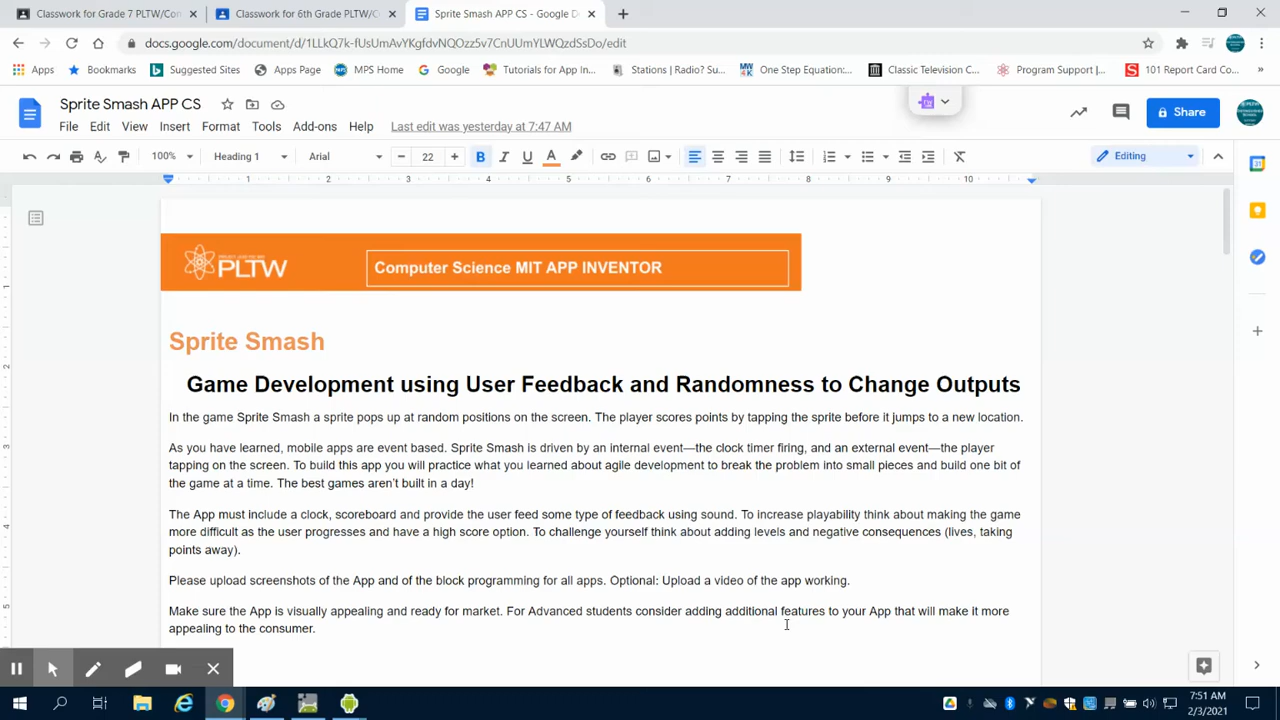 Classwork for Grade 7 PLTW/Con
Classwork for 6th Grade PLTW/G
Sprite Smash APP CS - Google D
docs.google.com/document/d/1LLkQ7k-fUsUmAvYKgfdvNQOzz5v7CnUUmYLWQzdSsDo/edit
Apps
Bookmarks
Suggested Sites
Apps Page
MPS Home
Google
Tutorials for App In...
Stations | Radio? Su...
One Step Equation:...
Classic Television C...
Program Support |...
101 Report Card Co...
Sprite Smash APP CS
File Edit View Insert Format Tools Add-ons Help
Last edit was yesterday at 7:47 AM
Share
100%
Heading 1
Arial
22
Editing
1 2 3 4 5 6 7 8 9 10
PLTW
Computer Science MIT APP INVENTOR
Sprite Smash
Game Development using User Feedback and Randomness to Change Outputs
In the game Sprite Smash a sprite pops up at random positions on the screen. The player scores points by tapping the sprite before it jumps to a new location.
As you have learned, mobile apps are event based. Sprite Smash is driven by an internal event—the clock timer firing, and an external event—the player
tapping on the screen. To build this app you will practice what you learned about agile development to break the problem into small pieces and build one bit of
the game at a time. The best games aren't built in a day!
The App must include a clock, scoreboard and provide the user feed some type of feedback using sound. To increase playability think about making the game
more difficult as the user progresses and have a high score option. To challenge yourself think about adding levels and negative consequences (lives, taking
points away).
Please upload screenshots of the App and of the block programming for all apps. Optional: Upload a video of the app working.
Make sure the App is visually appealing and ready for market. For Advanced students consider adding additional features to your App that will make it more
appealing to the consumer.
7:51 AM
2/3/2021